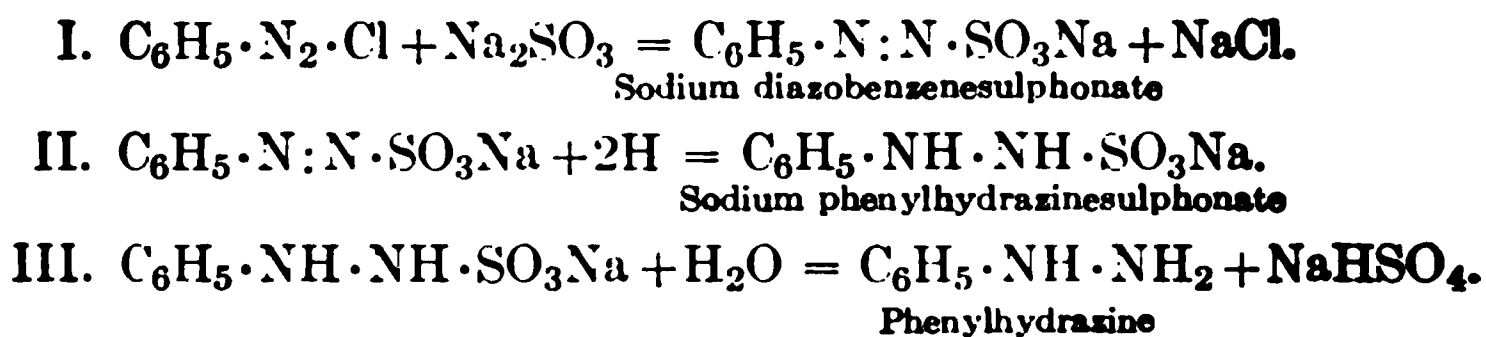 I. C₆H₅·N₂·Cl+Na₂SO₃ = C₆H₅·N:N·SO₃Na+NaCl.
Sodium diazobenzenesulphonate
II. C₆H₅·N:N·SO₃Na+2H = C₆H₅·NH·NH·SO₃Na.
Sodium phenylhydrazinesulphonate
III. C₆H₅·NH·NH·SO₃Na+H₂O = C₆H₅·NH·NH₂+NaHSO₄.
Phenylhydrazine